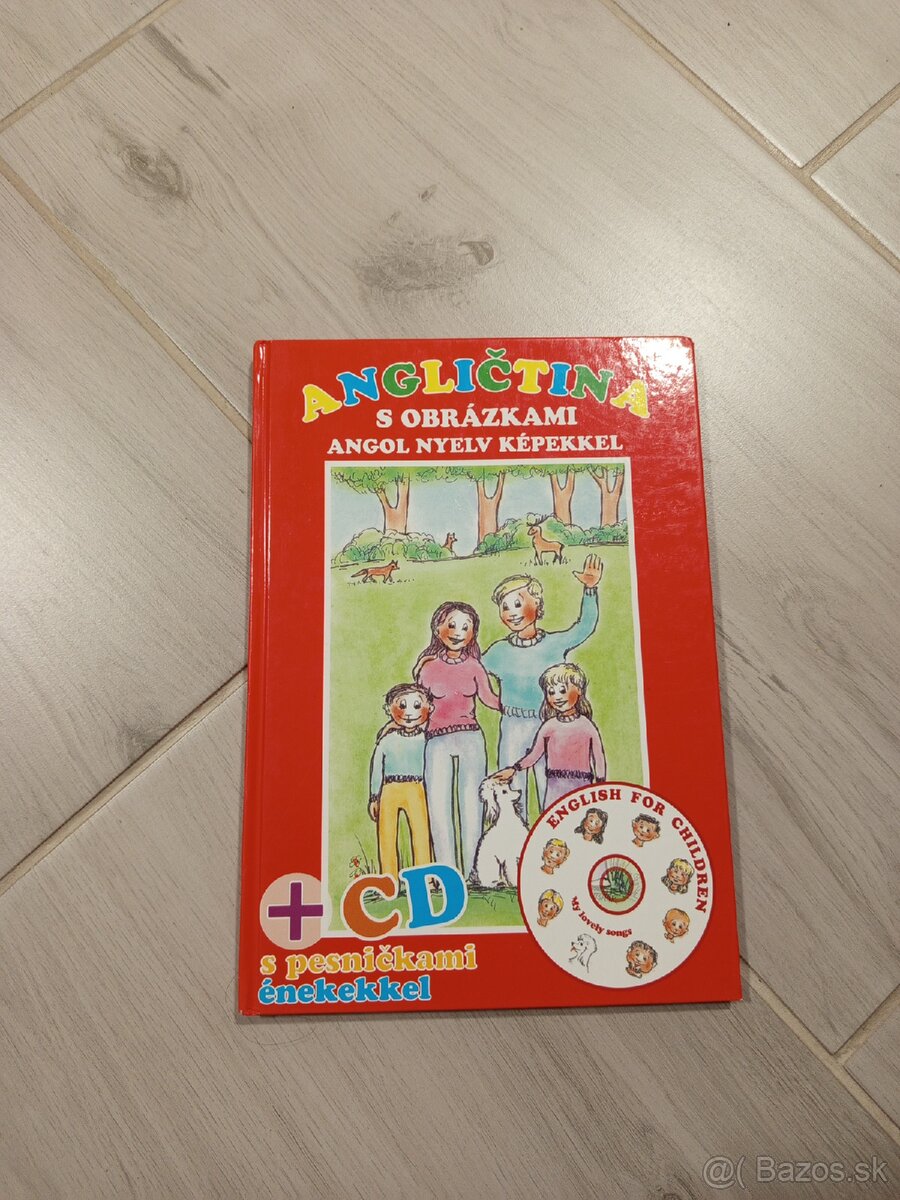 ANGLIČTINA
S OBRÁZKAMI
ANGOL NYELV KÉPEKKEL
ENGLISH FOR CHILDREN
My lovely songs
+ CD
s pesničkami
énekekkel
@( Bazos.sk